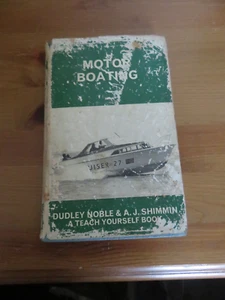 MOTOR
BOATING
DUDLEY NOBLE & A. J. SHIMMIN
A TEACH YOURSELF BOOK